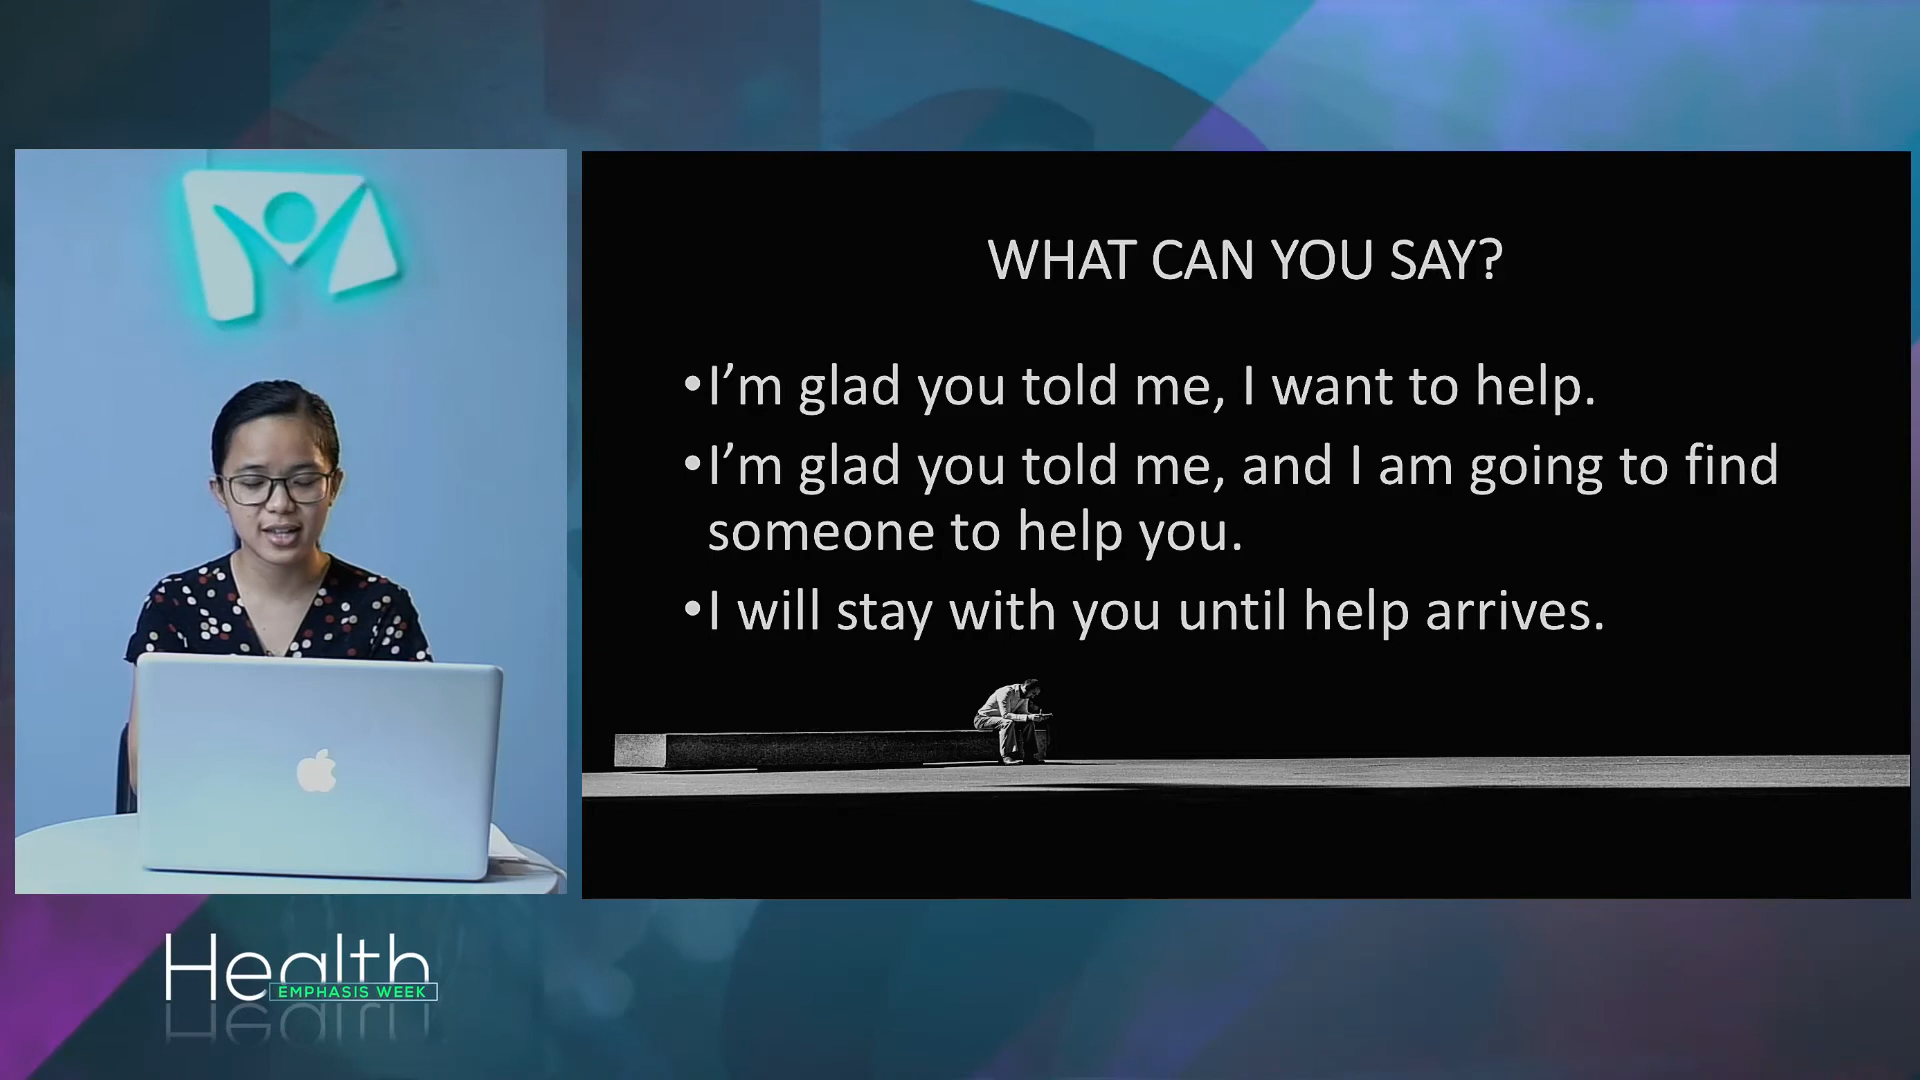 WHAT CAN YOU SAY?
•I’m glad you told me, I want to help.
•I’m glad you told me, and I am going to find
someone to help you.
•I will stay with you until help arrives.
Health
EMPHASIS WEEK